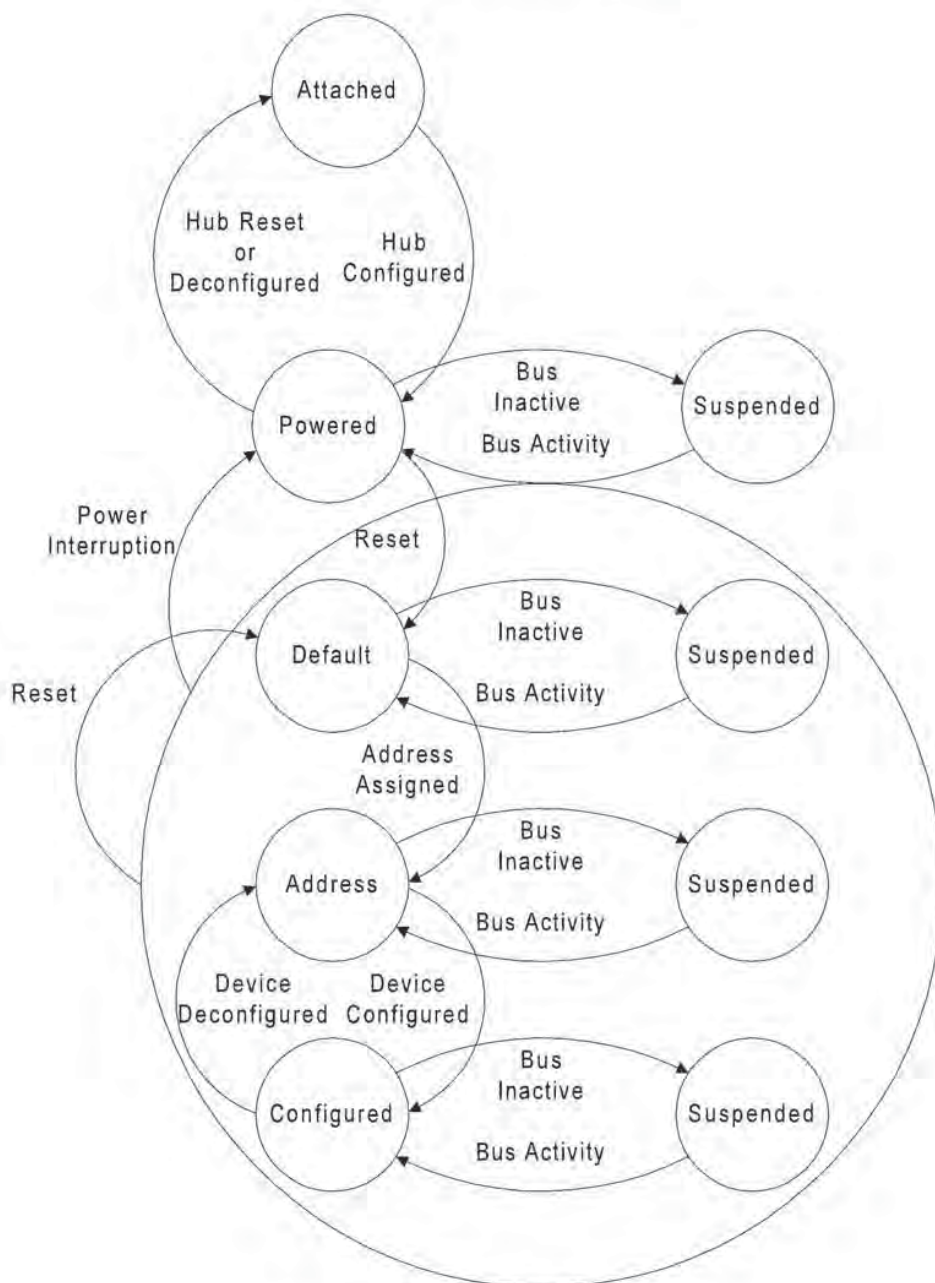 Attached
Hub Reset
or
Deconfigured
Hub
Configured
Powered
Bus
Inactive
Bus Activity
Suspended
Power
Interruption
Reset
Default
Bus
Inactive
Bus Activity
Suspended
Reset
Address
Assigned
Address
Bus
Inactive
Bus Activity
Suspended
Device
Deconfigured
Device
Configured
Configured
Bus
Inactive
Bus Activity
Suspended